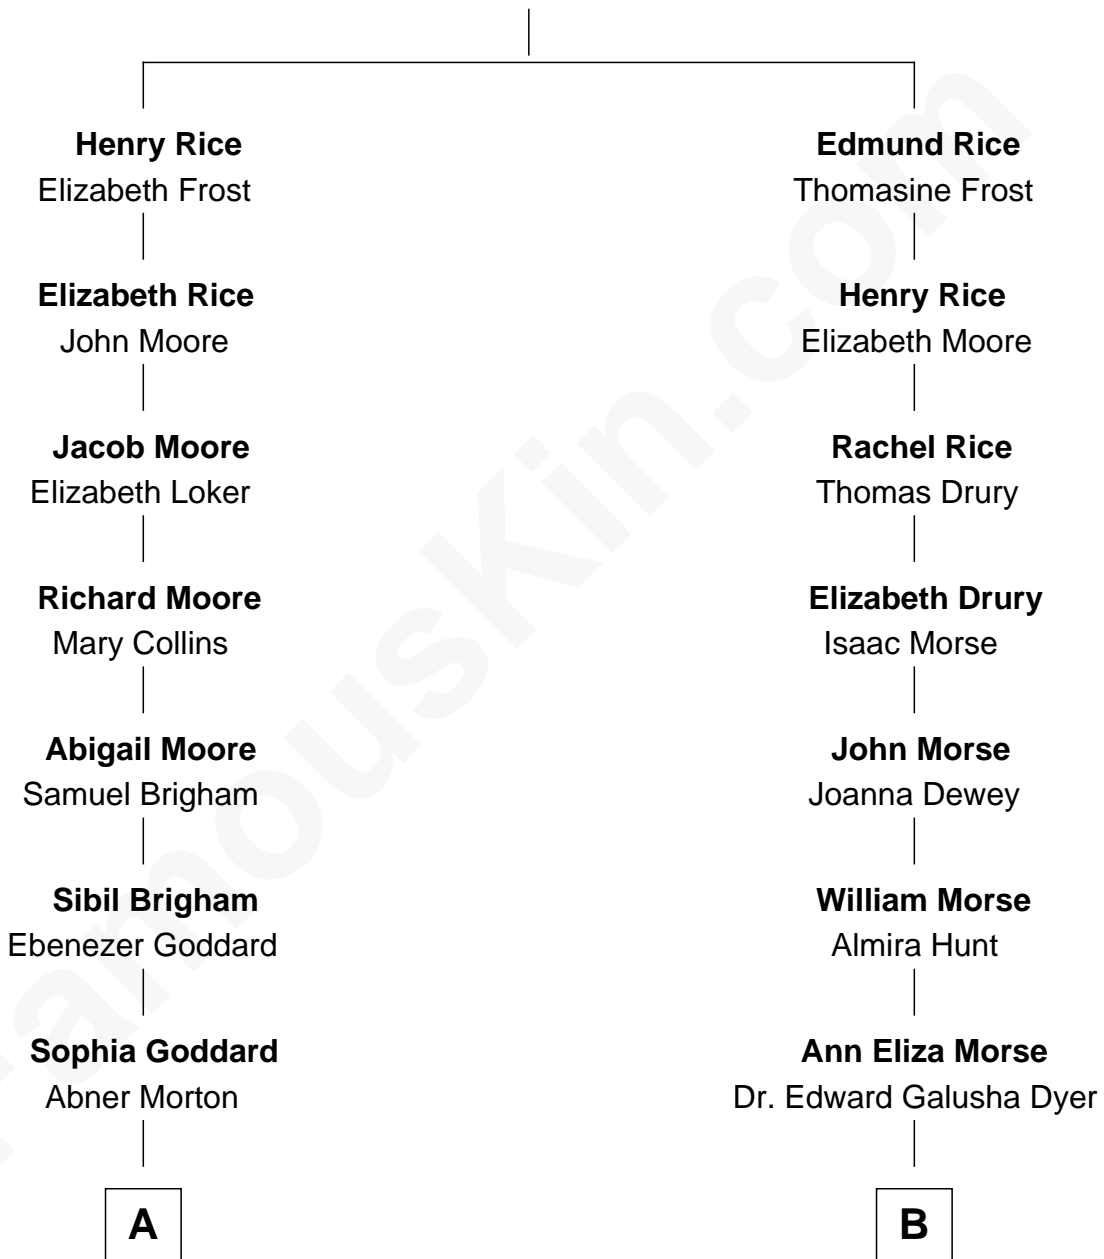 Henry Rice
Elizabeth Frost
Elizabeth Rice
John Moore
Jacob Moore
Elizabeth Loker
Richard Moore
Mary Collins
Abigail Moore
Samuel Brigham
Sibil Brigham
Ebenezer Goddard
Sophia Goddard
Abner Morton
A
Edmund Rice
Thomasine Frost
Henry Rice
Elizabeth Moore
Rachel Rice
Thomas Drury
Elizabeth Drury
Isaac Morse
John Morse
Joanna Dewey
William Morse
Almira Hunt
Ann Eliza Morse
Dr. Edward Galusha Dyer
B
FamousKin.com